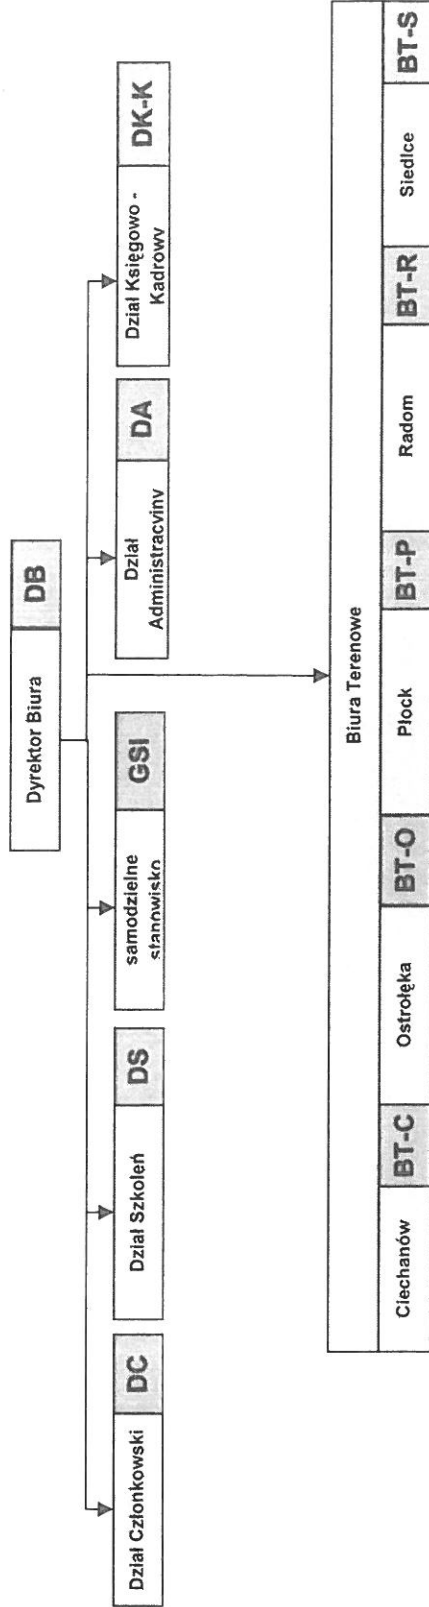 Dyrektor Biura
DB
Dział Członkowski
DC
Dział Szkoleń
DS
samodzielne
stanowisko
GSI
Dział
Administracyjny
DA
Dział Księgowo -
Kadrowy
DK-K
Biura Terenowe
Ciechanów
BT-C
Ostrołęka
BT-O
Płock
BT-P
Radom
BT-R
Siedlce
BT-S